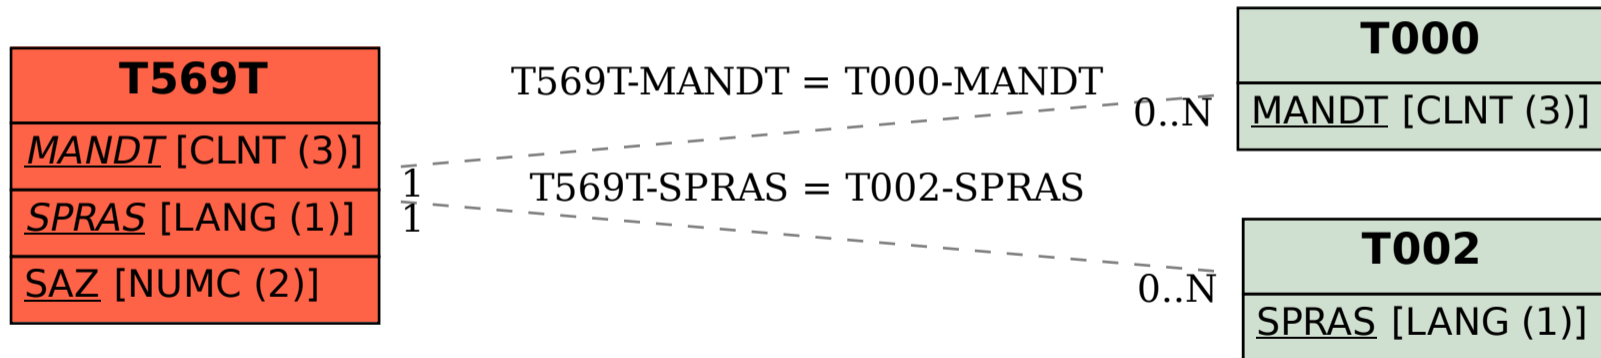 T569T
MANDT [CLNT (3)]
SPRAS [LANG (1)]
SAZ [NUMC (2)]
T569T-MANDT = T000-MANDT
1
0..N
T569T-SPRAS = T002-SPRAS
1
0..N
T000
MANDT [CLNT (3)]
T002
SPRAS [LANG (1)]